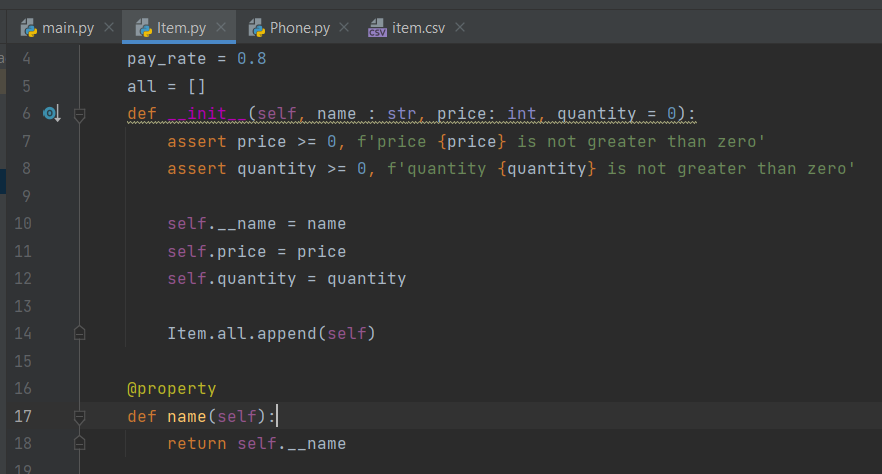 main.py Item.py Phone.py item.csv
4 pay_rate = 0.8
5 all = []
6 def __init__(self, name : str, price: int, quantity = 0):
7 assert price >= 0, f'price {price} is not greater than zero'
8 assert quantity >= 0, f'quantity {quantity} is not greater than zero'
9
10 self.__name = name
11 self.price = price
12 self.quantity = quantity
13
14 Item.all.append(self)
15
16 @property
17 def name(self):
18 return self.__name
19